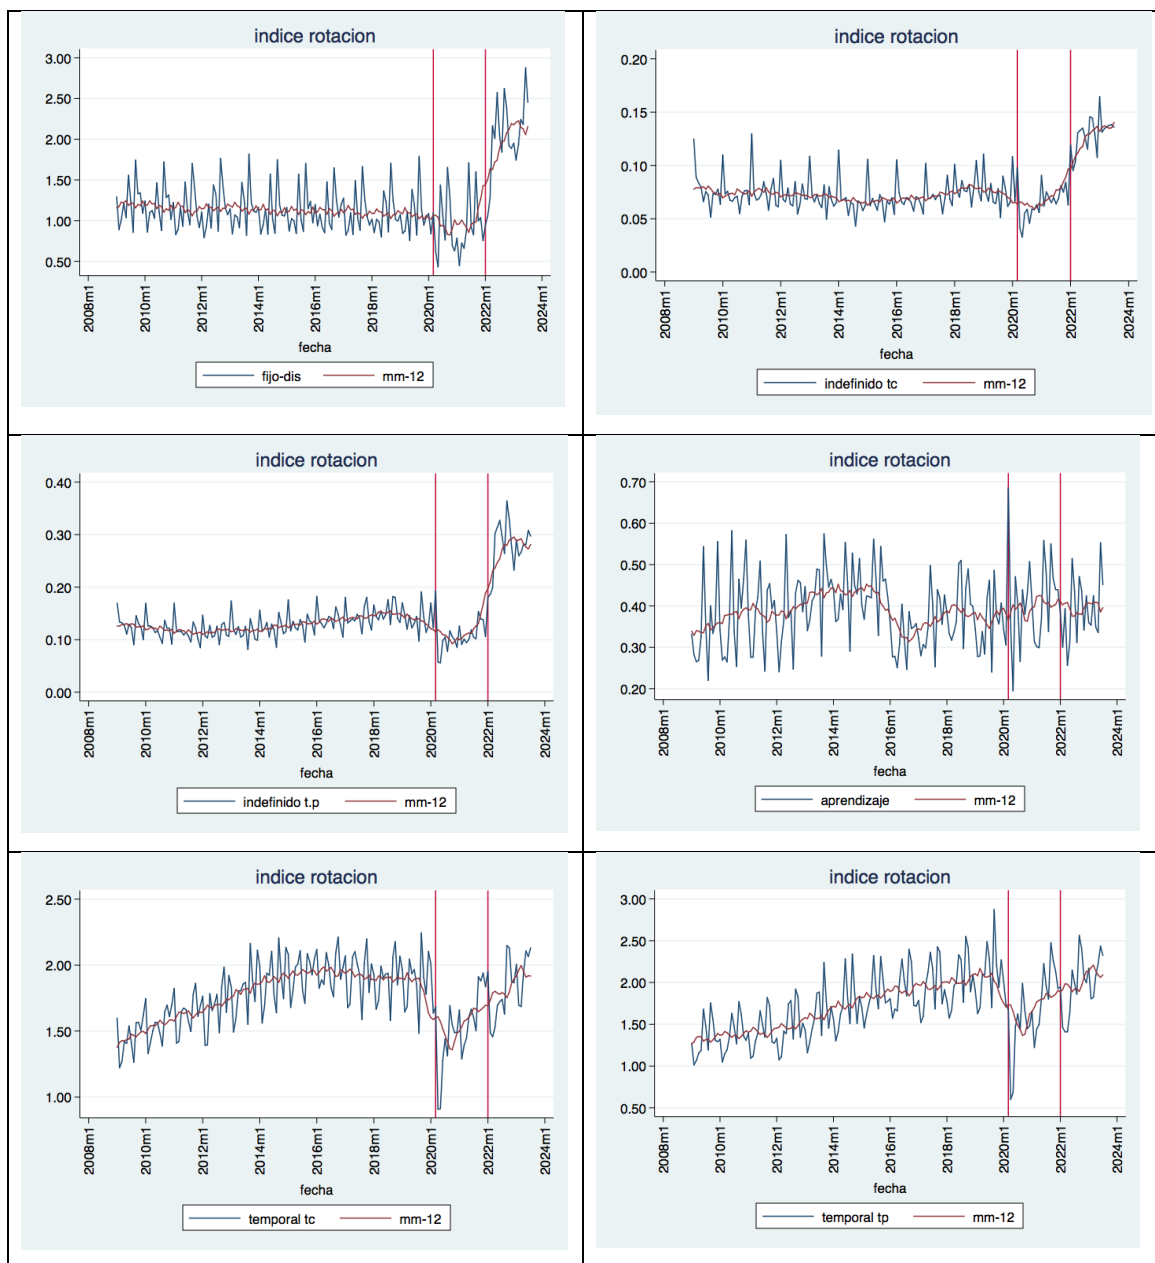 indice rotacion
3.00
2.50
2.00
1.50
1.00
0.50
2008m1 2010m1 2012m1 2014m1 2016m1 2018m1 2020m1 2022m1 2024m1
fecha
fijo-dis mm-12
indice rotacion
0.20
0.15
0.10
0.05
0.00
2008m1 2010m1 2012m1 2014m1 2016m1 2018m1 2020m1 2022m1 2024m1
fecha
indefinido tc mm-12
indice rotacion
0.40
0.30
0.20
0.10
0.00
2008m1 2010m1 2012m1 2014m1 2016m1 2018m1 2020m1 2022m1 2024m1
fecha
indefinido t.p mm-12
indice rotacion
0.70
0.60
0.50
0.40
0.30
0.20
2008m1 2010m1 2012m1 2014m1 2016m1 2018m1 2020m1 2022m1 2024m1
fecha
aprendizaje mm-12
indice rotacion
2.50
2.00
1.50
1.00
2008m1 2010m1 2012m1 2014m1 2016m1 2018m1 2020m1 2022m1 2024m1
fecha
temporal tc mm-12
indice rotacion
3.00
2.50
2.00
1.50
1.00
0.50
2008m1 2010m1 2012m1 2014m1 2016m1 2018m1 2020m1 2022m1 2024m1
fecha
temporal tp mm-12